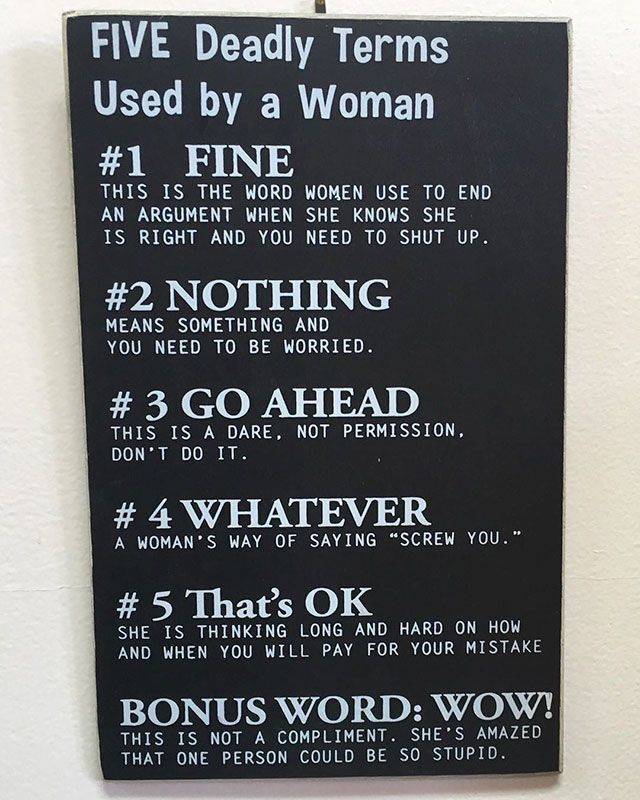 FIVE Deadly Terms
Used by a Woman
#1 FINE
THIS IS THE WORD WOMEN USE TO END
AN ARGUMENT WHEN SHE KNOWS SHE
IS RIGHT AND YOU NEED TO SHUT UP.
#2 NOTHING
MEANS SOMETHING AND
YOU NEED TO BE WORRIED.
# 3 GO AHEAD
THIS IS A DARE, NOT PERMISSION,
DON'T DO IT.
# 4 WHATEVER
A WOMAN'S WAY OF SAYING “SCREW YOU.”
# 5 That's OK
SHE IS THINKING LONG AND HARD ON HOW
AND WHEN YOU WILL PAY FOR YOUR MISTAKE
BONUS WORD: WOW!
THIS IS NOT A COMPLIMENT. SHE'S AMAZED
THAT ONE PERSON COULD BE SO STUPID.